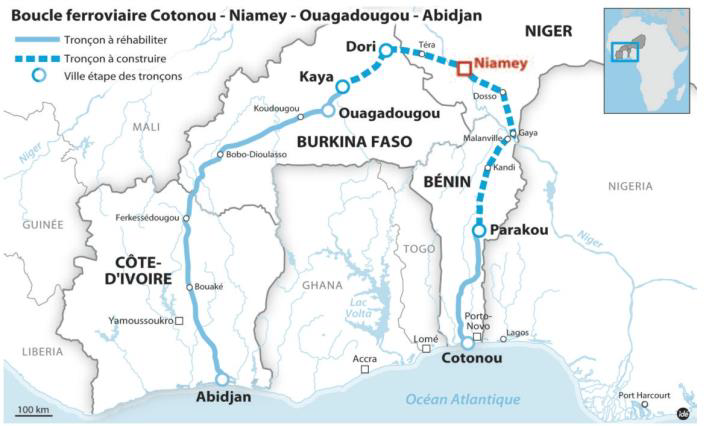 Boucle ferroviaire Cotonou - Niamey - Ouagadougou - Abidjan
Tronçon à réhabiliter
Tronçon à construire
Ville étape des tronçons
NIGER
Dori
Téra
Niamey
Kaya
Dosso
Koudougou
Ouagadougou
MALI
Gaya
Malanville
BURKINA FASO
Niger
Bobo-Dioulasso
Kandi
BÉNIN
NIGERIA
GUINÉE
Ferkessédougou
Parakou
Niger
TOGO
CÔTE-
D'IVOIRE
Bouaké
GHANA
Lac
Volta
Yamoussoukro
Porto-
Novo
Lagos
Lomé
LIBERIA
Accra
Cotonou
Abidjan
Océan Atlantique
Port Harcourt
100 km
ide